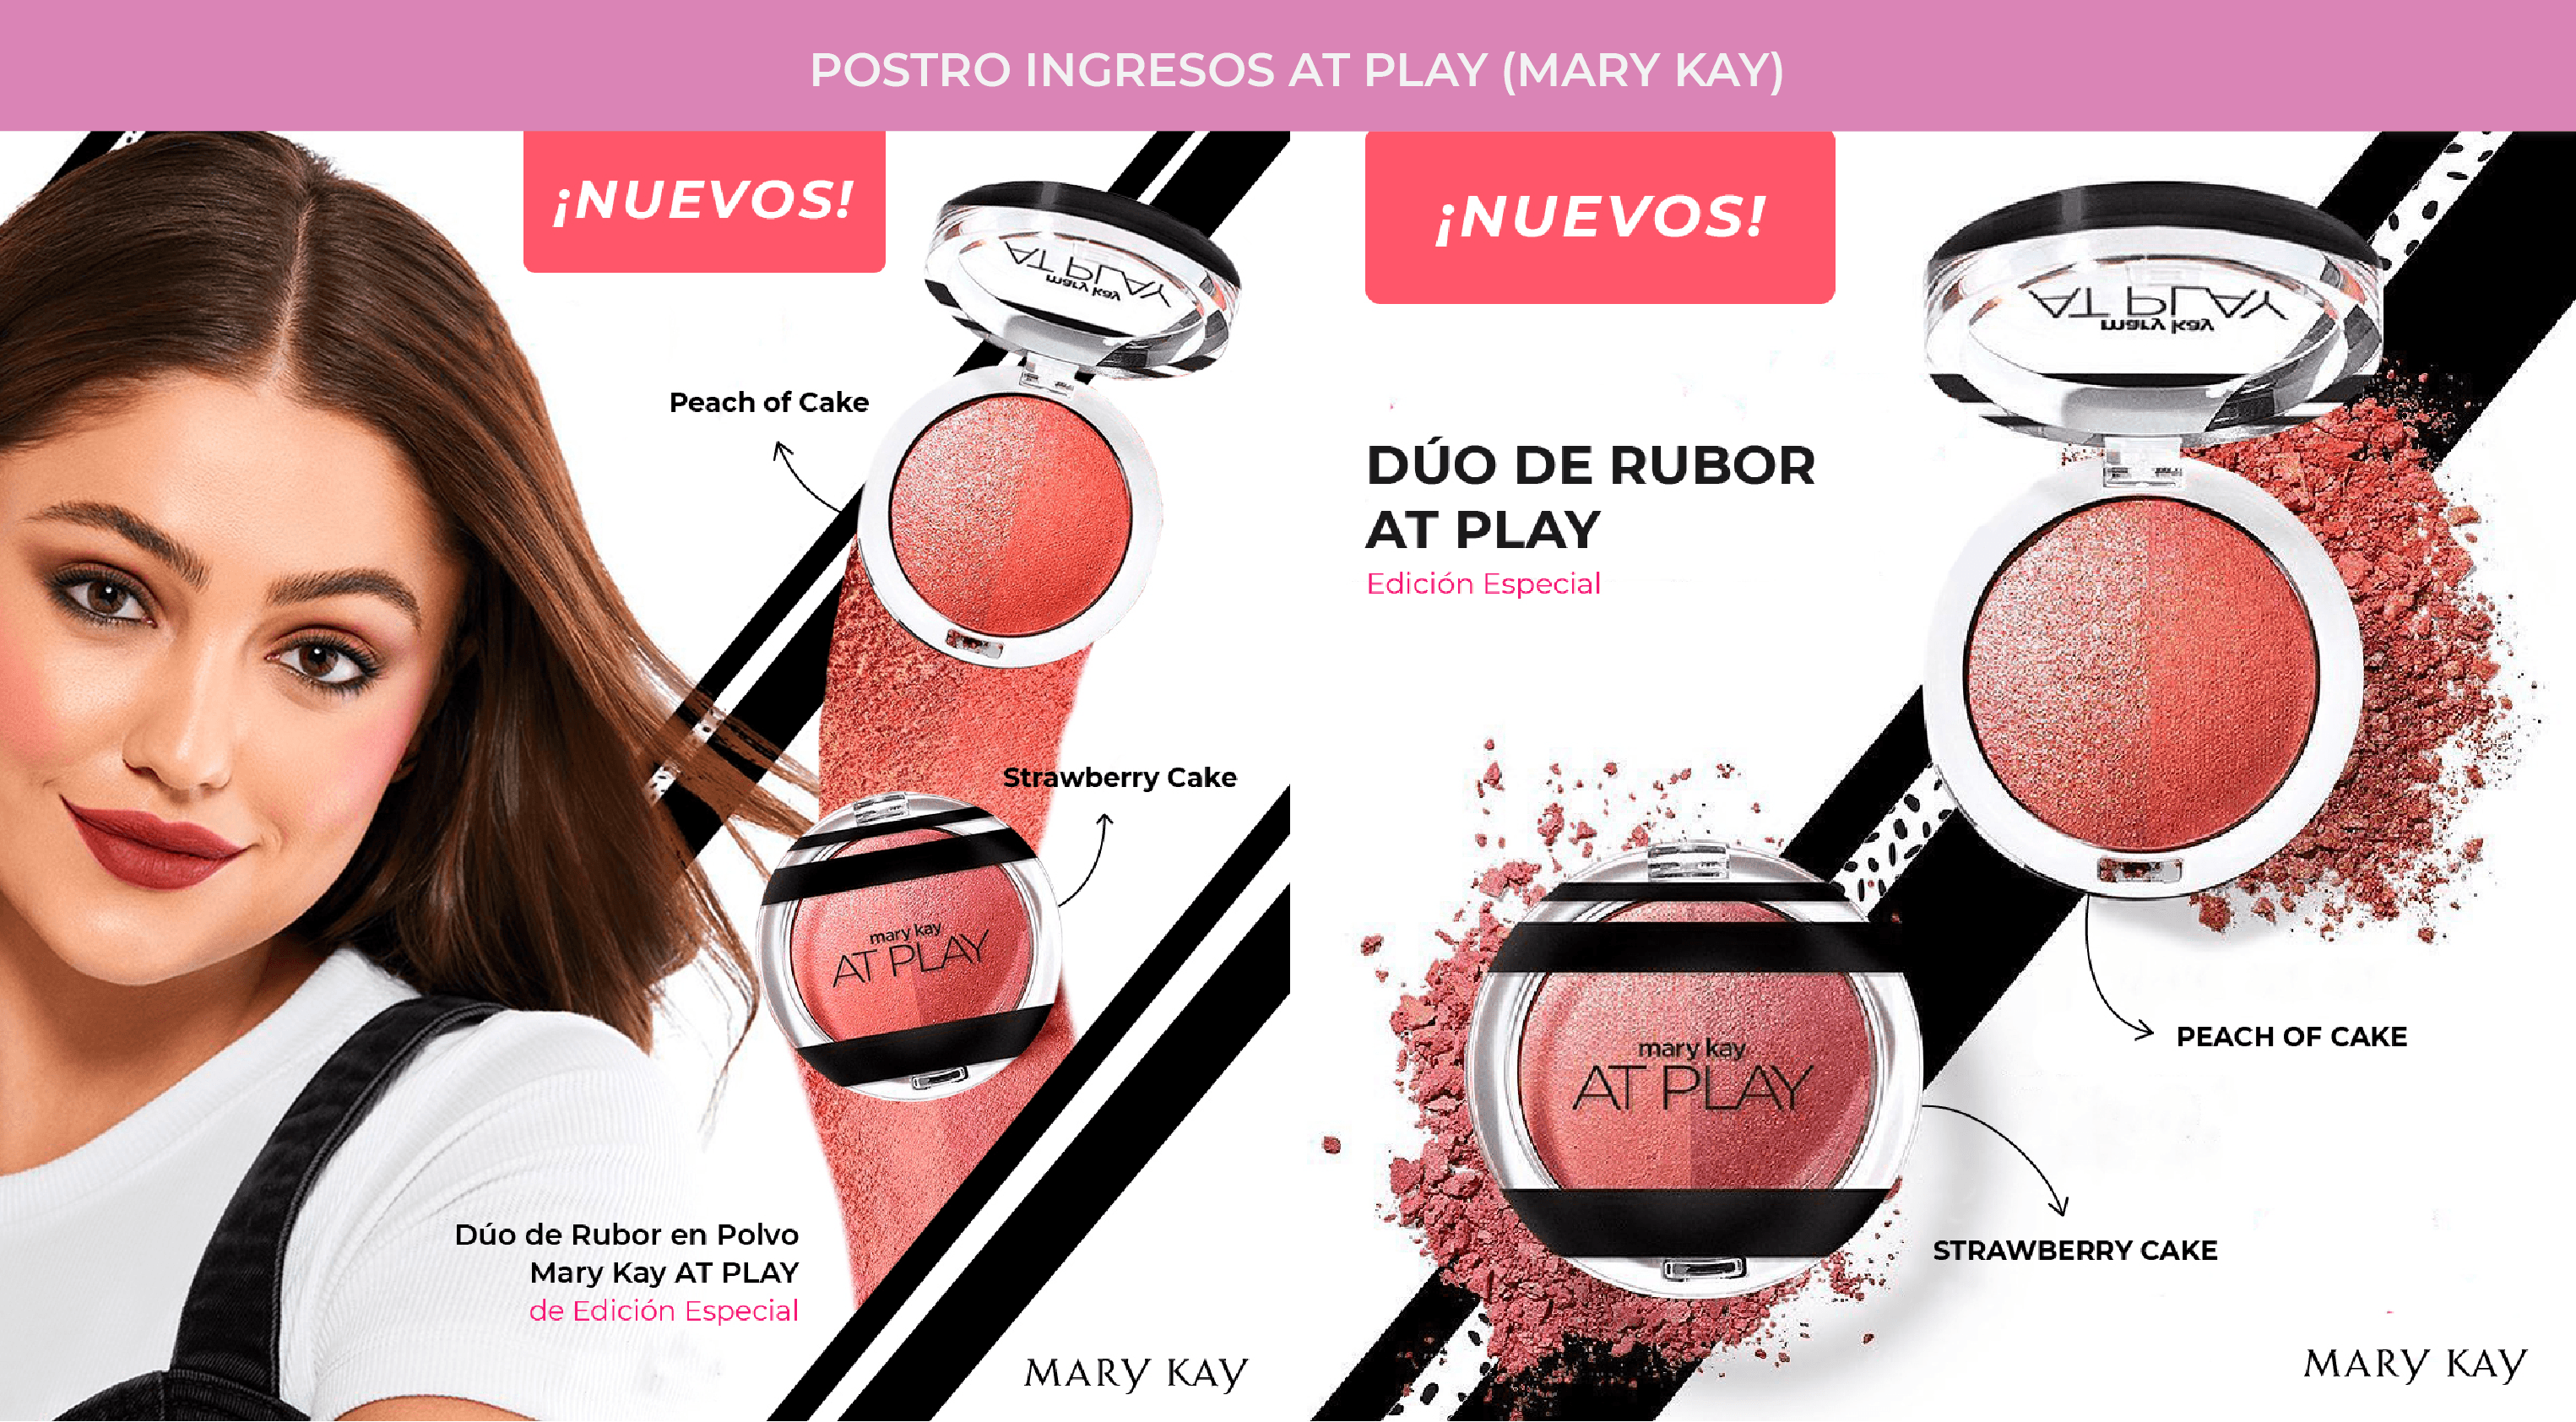 POSTRO INGRESOS AT PLAY (MARY KAY)
¡NUEVOS!
AT PLAY
mary kay
Peach of Cake
Strawberry Cake
mary kay
AT PLAY
Dúo de Rubor en Polvo
Mary Kay AT PLAY
de Edición Especial
MARY KAY
¡NUEVOS!
AT PLAY
mary kay
DÚO DE RUBOR
AT PLAY
Edición Especial
mary kay
AT PLAY
PEACH OF CAKE
STRAWBERRY CAKE
MARY KAY